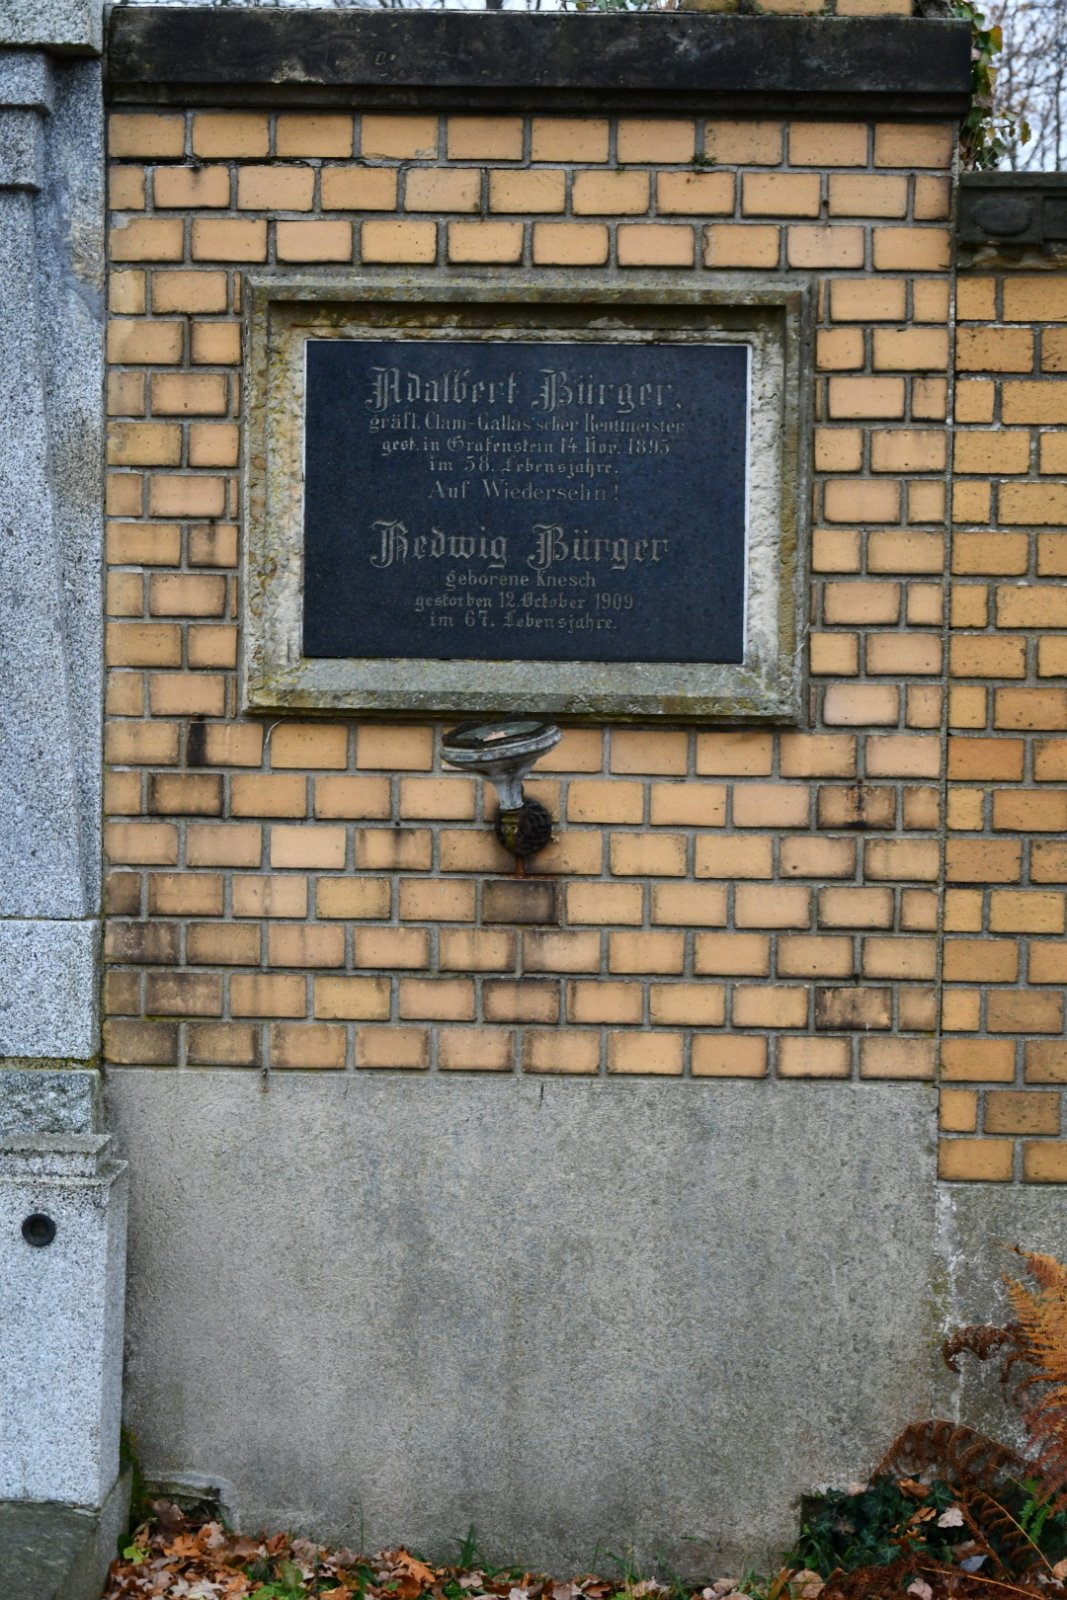 Adalbert Bürger,
gräfl. Clam-Gallas'scher Rentmeister
gest. in Grafenstein 14. Nov. 1895
im 58. Lebensjahre.
Auf Wiedersehn!
Hedwig Bürger
geborene Knesch
gestorben 12. October 1909
im 67. Lebensjahre.